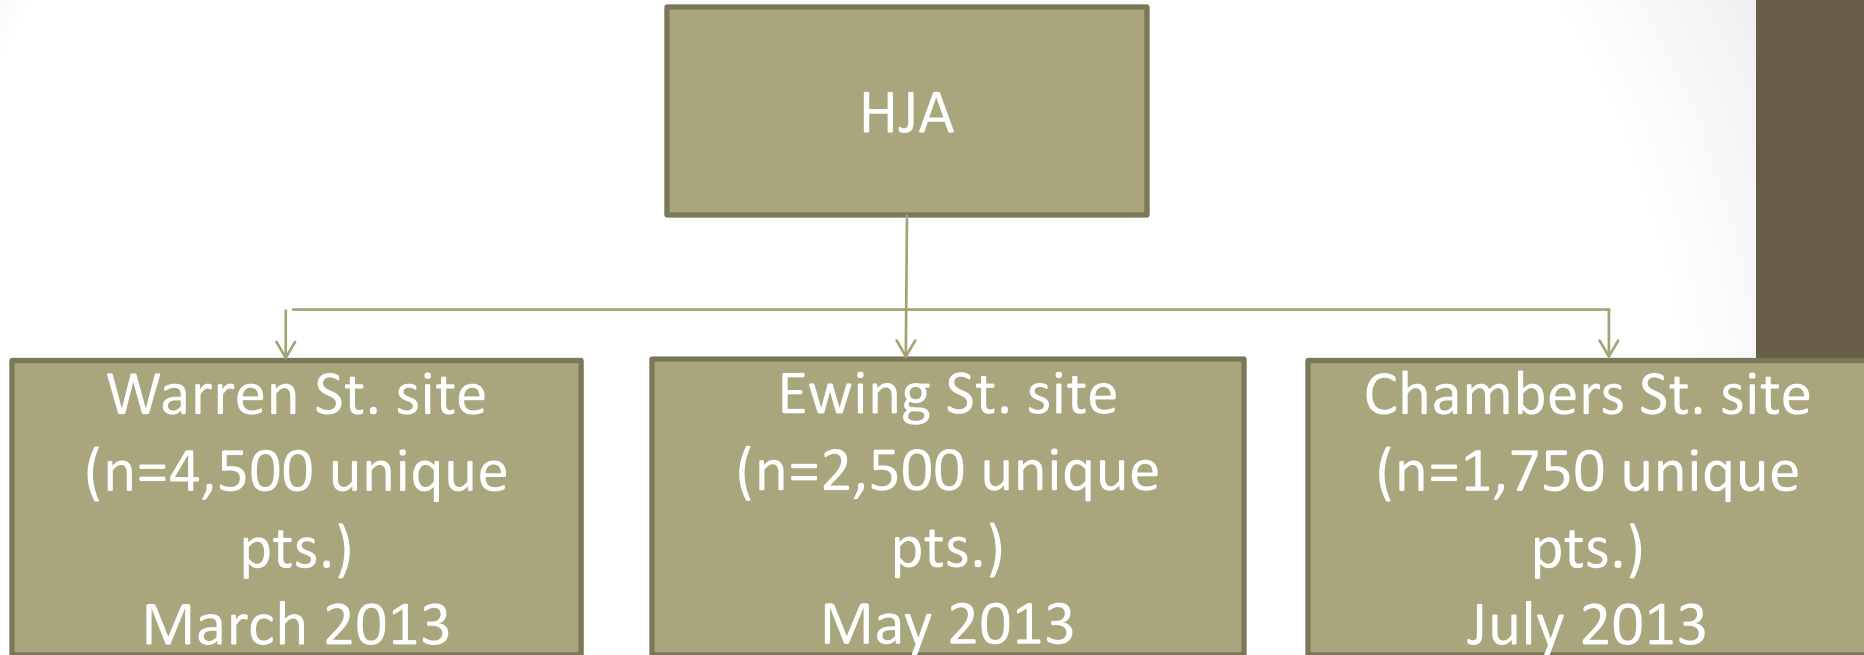 HJA
Warren St. site
(n=4,500 unique
pts.)
March 2013
Ewing St. site
(n=2,500 unique
pts.)
May 2013
Chambers St. site
(n=1,750 unique
pts.)
July 2013